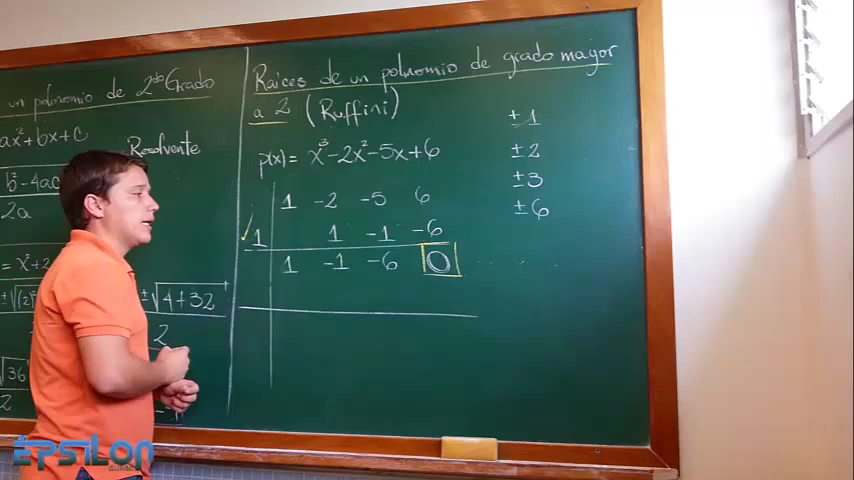 un polinomio de 2do Grado
ax²+bx+c
Resolvente
b²-4ac
2a
= x²+2
±√(2)²
±√4+32
2
√36
2
Raices de un polinomio de grado mayor
a 2 (Ruffini)
p(x)= x³-2x²-5x+6
1 -2 -5 6
1 1 -1 -6
1 -1 -6 0
±1
±2
±3
±6
EPSILON